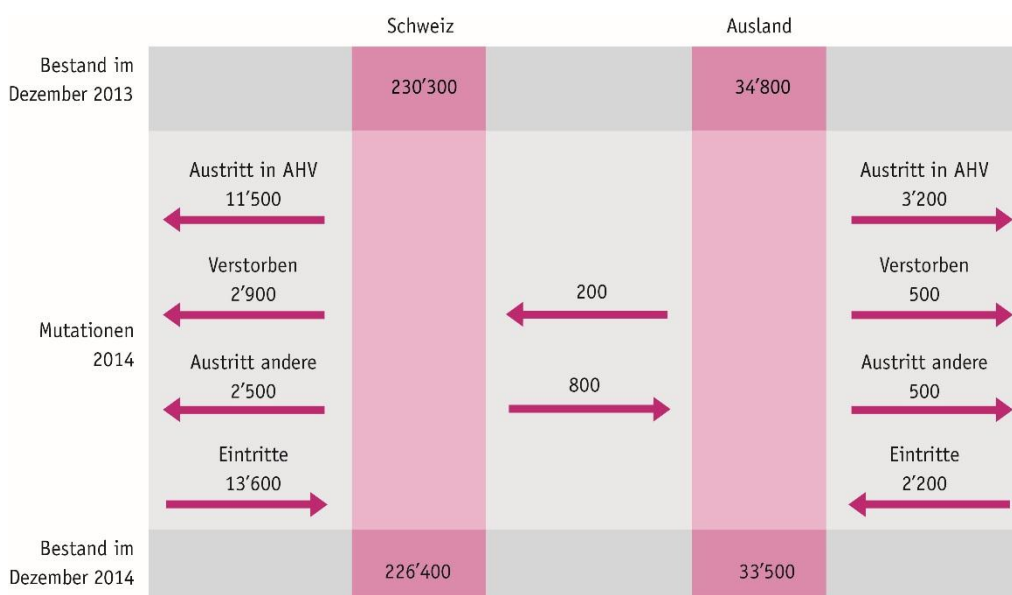 Schweiz
Ausland
Bestand im
Dezember 2013
230’300
34’800
Austritt in AHV
11’500
Austritt in AHV
3’200
Verstorben
2’900
200
Verstorben
500
Mutationen
2014
Austritt andere
2’500
800
Austritt andere
500
Eintritte
13’600
Eintritte
2’200
Bestand im
Dezember 2014
226’400
33’500